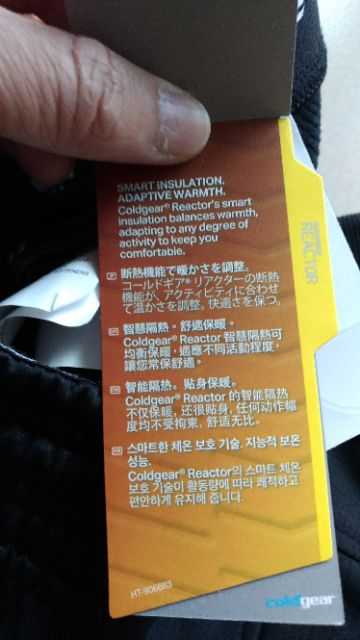 SMART INSULATION.
ADAPTIVE WARMTH.
Coldgear® Reactor's smart
insulation balances warmth,
adapting to any degree of
activity to keep you
comfortable.
断熱機能で暖かさを調整。
コールドギア® リアクターの断熱
機能が、アクティビティに合わせ
て温かさを調整。快適さを保つ。
智慧隔熱，舒適保暖。
Coldgear® Reactor 智慧隔熱可
均衡保暖，適應不同活動程度，
讓您常保舒適。
智能隔热。贴身保暖。
Coldgear® Reactor 的智能隔热
不仅保暖，还很贴身，任何动作幅
度均不受拘束，舒适无比。
스마트한 체온 보호 기술. 지능적 보온
성능.
Coldgear® Reactor의 스마트 체온
보호 기술이 활동량에 따라 쾌적하고
편안하게 유지해 줍니다.
HT-906883
coldgear
REACTOR